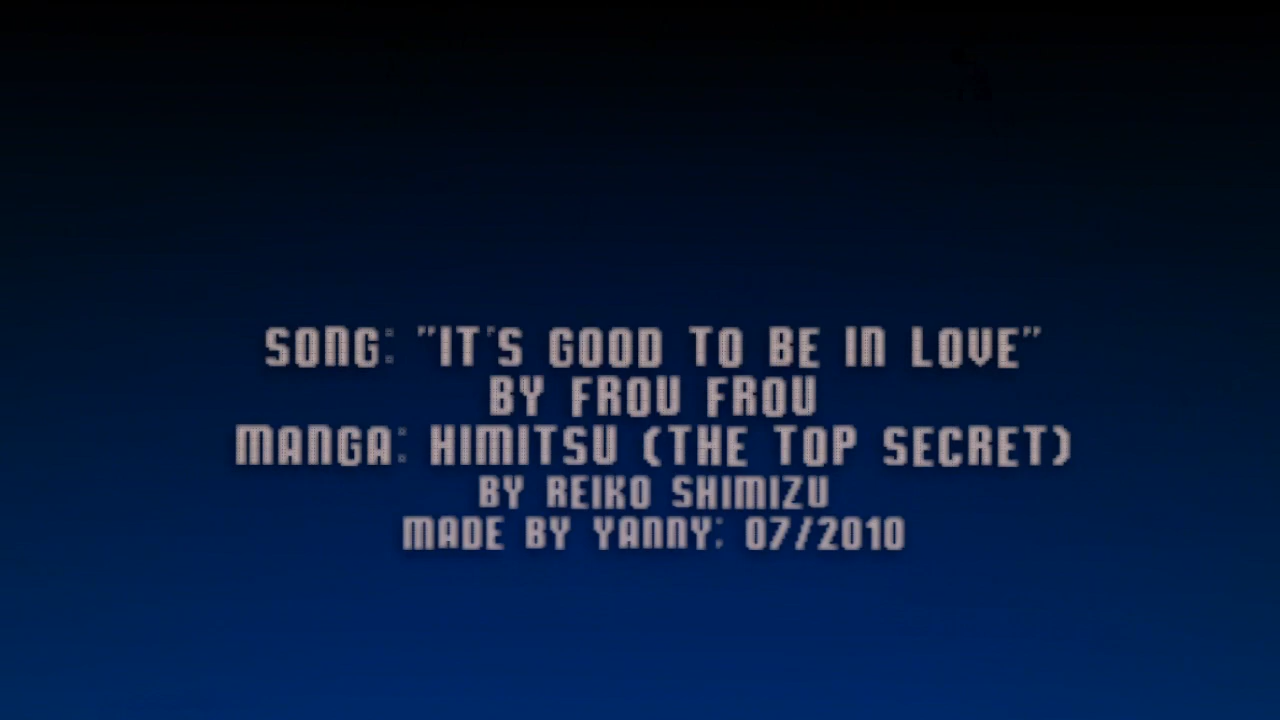 SONG: "IT'S GOOD TO BE IN LOVE"
BY FROU FROU
MANGA: HIMITSU (THE TOP SECRET)
BY REIKO SHIMIZU
MADE BY YANNY; 07/2010